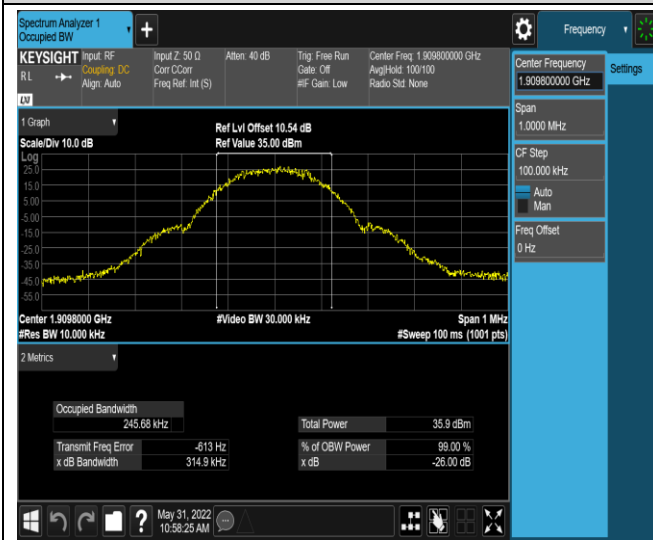 Spectrum Analyzer 1
Occupied BW
+
Frequency
KEYSIGHT
RL
LXI
Input: RF
Coupling: DC
Align: Auto
Input Z: 50 Ω
Corr CCorr
Freq Ref: Int (S)
Atten: 40 dB
Trig: Free Run
Gate: Off
#IF Gain: Low
Center Freq: 1.909800000 GHz
Avg|Hold: 100/100
Radio Std: None
Center Frequency
1.909800000 GHz
Settings
Span
1.0000 MHz
CF Step
100.000 kHz
Auto
Man
Freq Offset
0 Hz
1 Graph
Scale/Div 10.0 dB
Ref Lvl Offset 10.54 dB
Ref Value 35.00 dBm
Log
25.0
15.0
5.00
-5.00
-15.0
-25.0
-35.0
-45.0
-55.0
Center 1.9098000 GHz
#Res BW 10.000 kHz
#Video BW 30.000 kHz
Span 1 MHz
#Sweep 100 ms (1001 pts)
2 Metrics
Occupied Bandwidth
245.68 kHz
Total Power 35.9 dBm
Transmit Freq Error -613 Hz
% of OBW Power 99.00 %
x dB Bandwidth 314.9 kHz
x dB -26.00 dB
?
May 31, 2022
10:58:25 AM